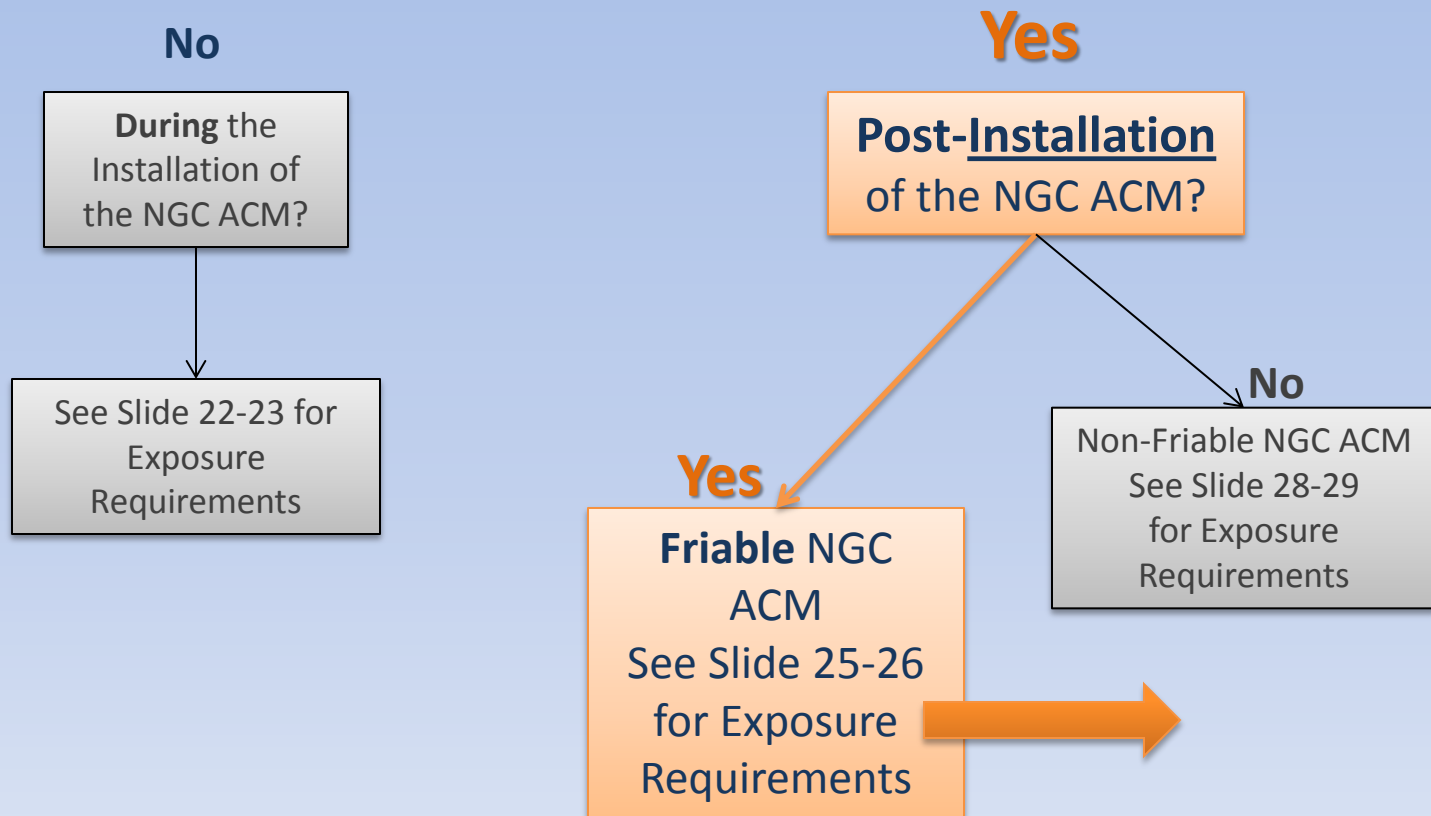 No
During the
Installation of
the NGC ACM?
See Slide 22-23 for
Exposure
Requirements
Yes
Post-Installation
of the NGC ACM?
Yes
Friable NGC
ACM
See Slide 25-26
for Exposure
Requirements
No
Non-Friable NGC ACM
See Slide 28-29
for Exposure
Requirements